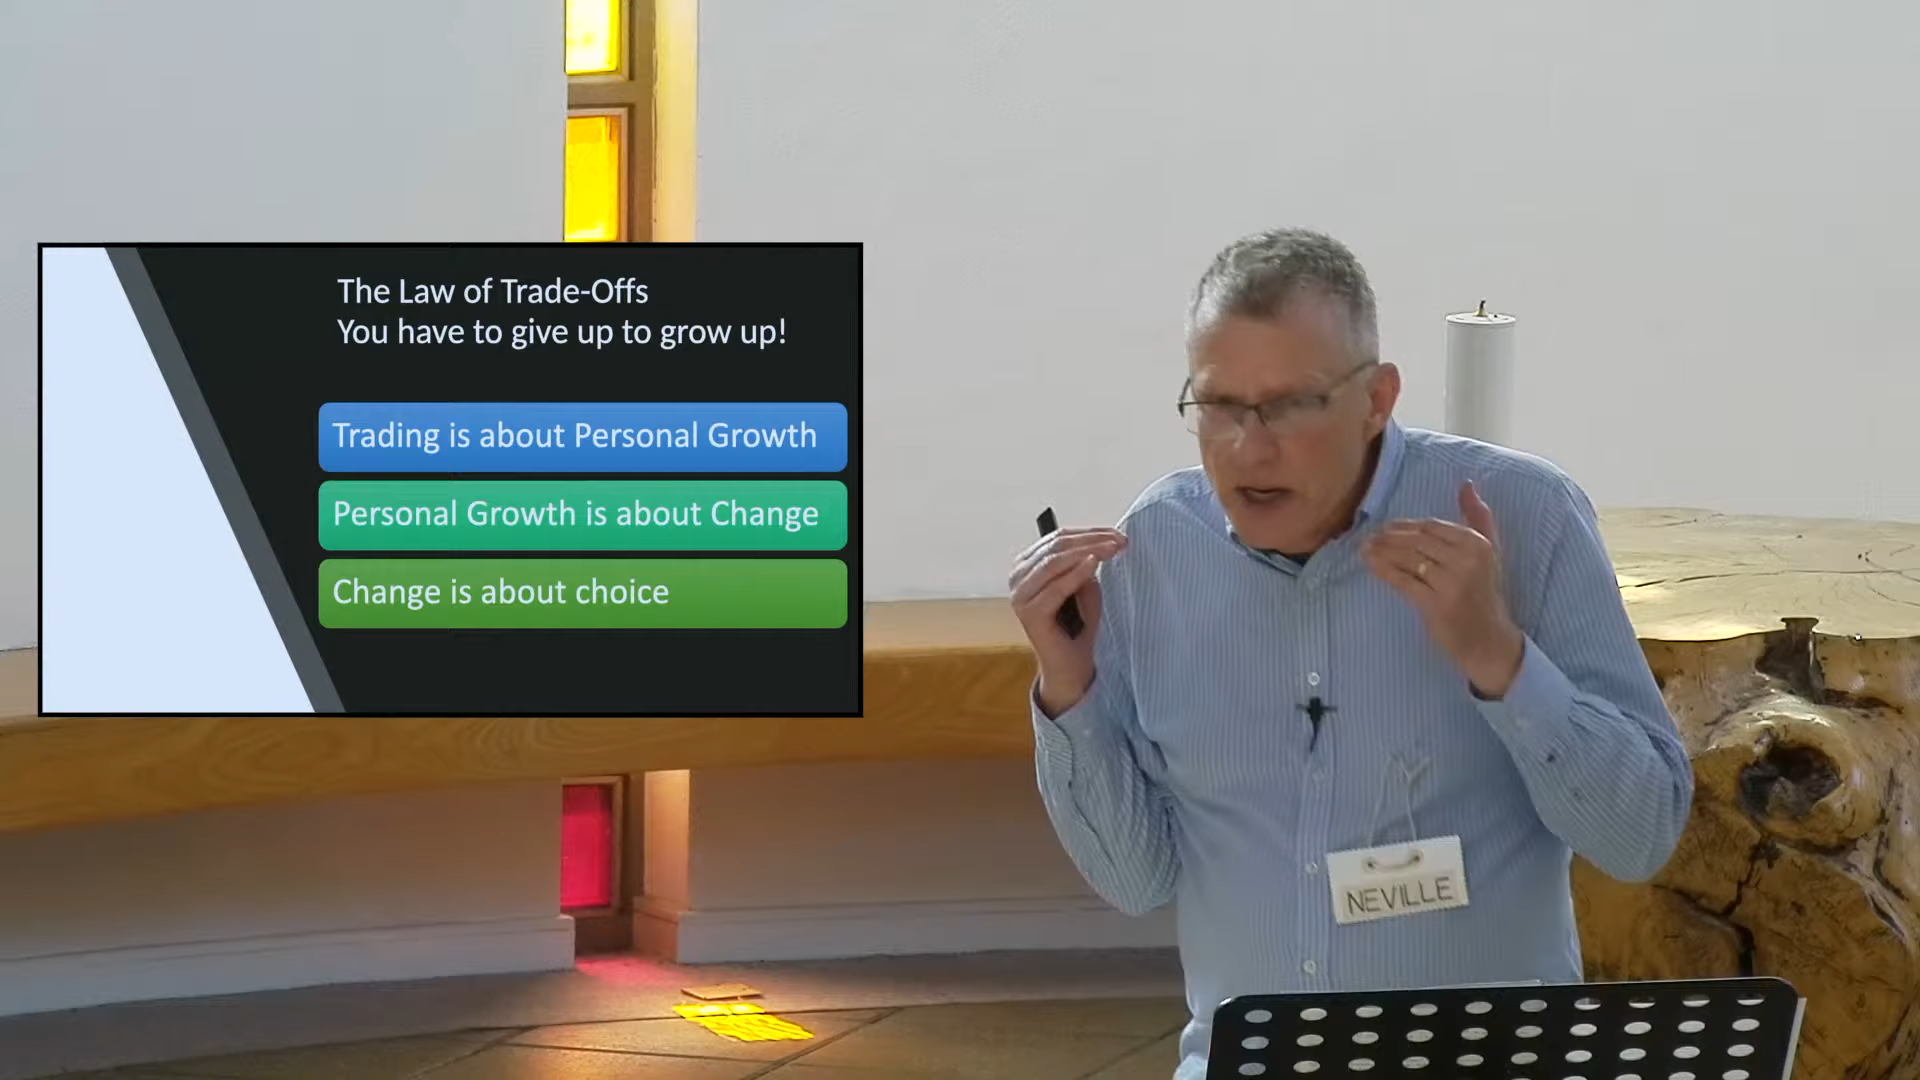 The Law of Trade-Offs
You have to give up to grow up!
Trading is about Personal Growth
Personal Growth is about Change
Change is about choice
NEVILLE